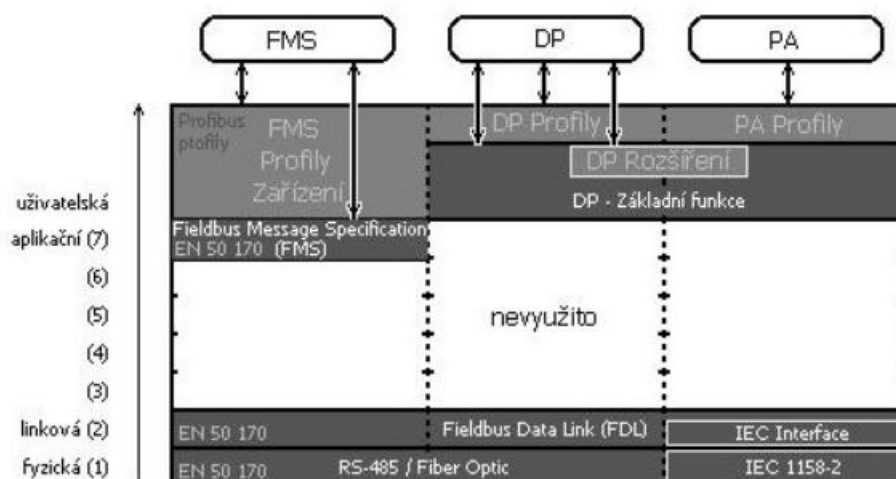 FMS
DP
PA
Profibus
ptofily
FMS
Profily
Zařízení
DP Profily
PA Profily
DP Rozšíření
DP - Základní funkce
uživatelská
aplikační (7)
Fieldbus Message Specification
EN 50 170 (FMS)
(6)
(5)
nevyužito
(4)
(3)
linková (2)
EN 50 170
Fieldbus Data Link (FDL)
IEC Interface
fyzická (1)
EN 50 170
RS-485 / Fiber Optic
IEC 1158-2